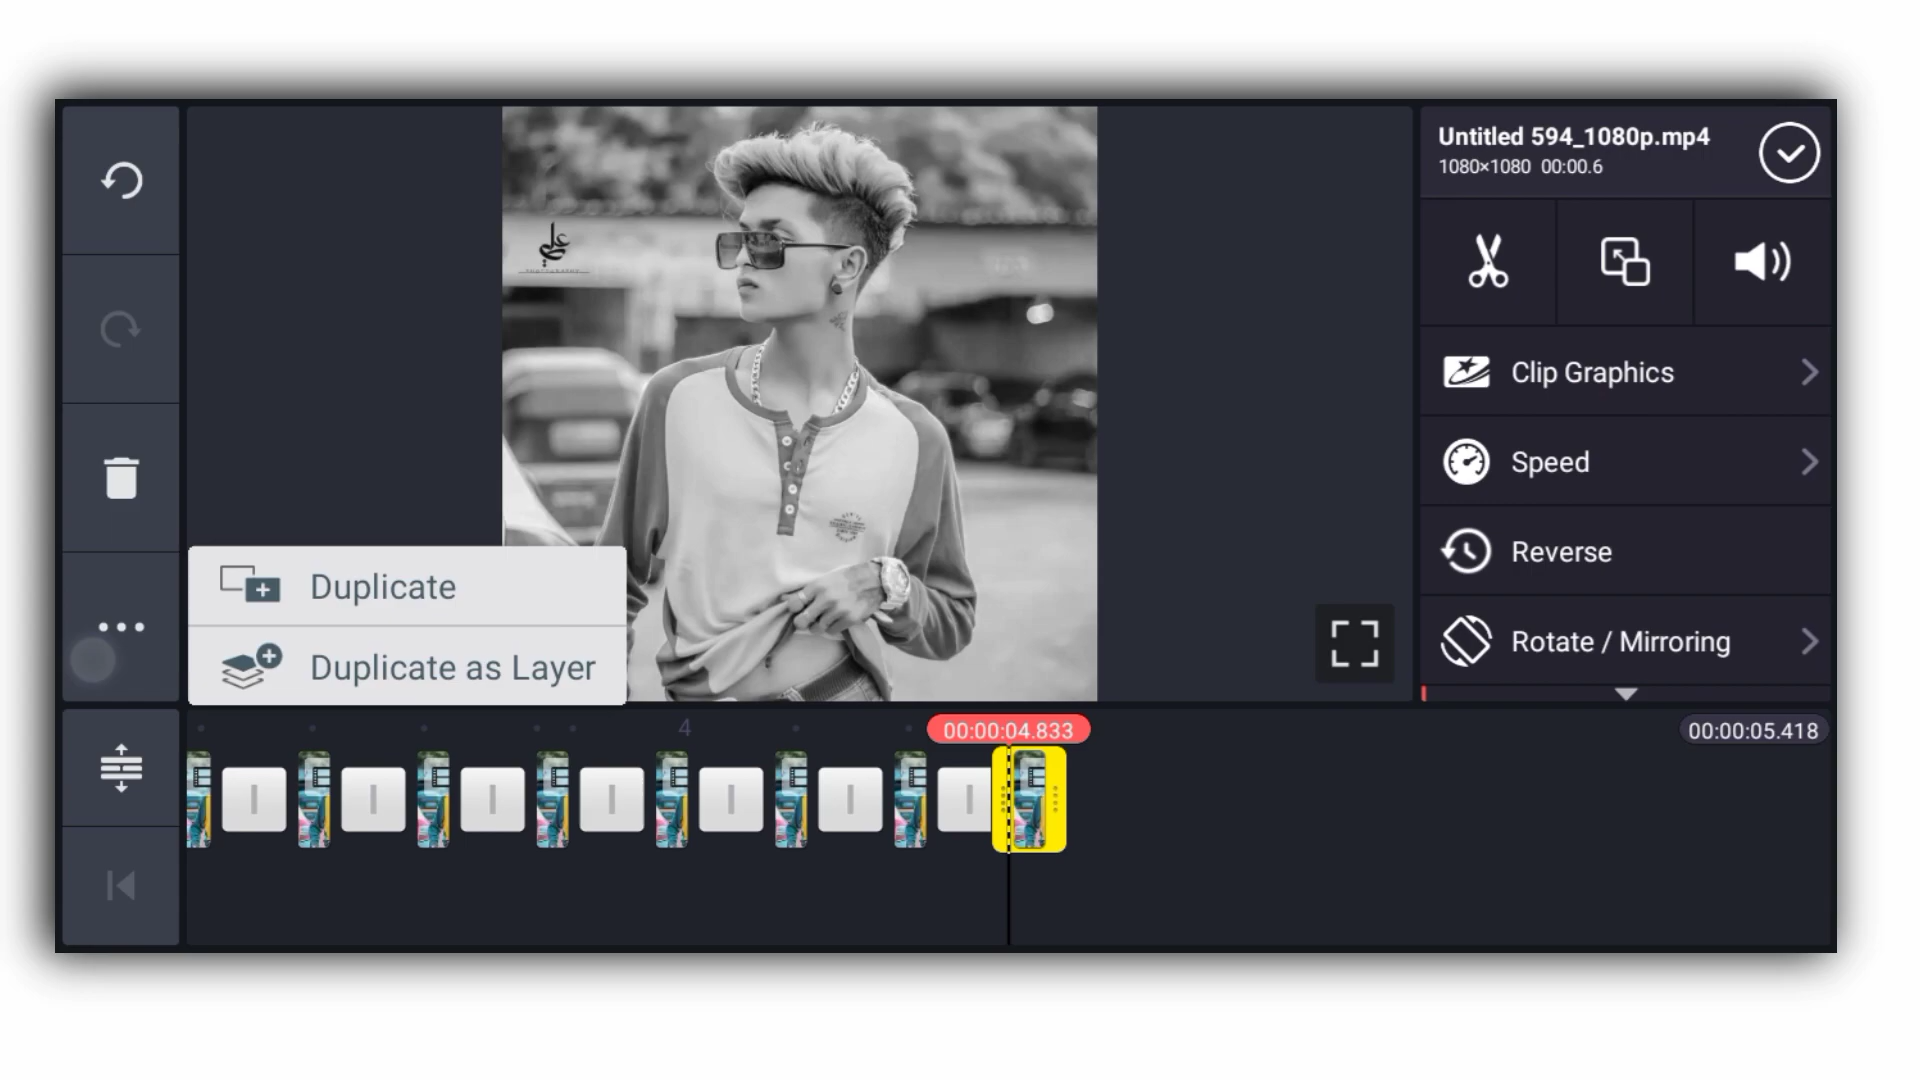 Untitled 594_1080p.mp4
1080×1080 00:00.6
علي
Clip Graphics
Speed
Reverse
Rotate / Mirroring
Duplicate
Duplicate as Layer
4
00:00:04.833
00:00:05.418